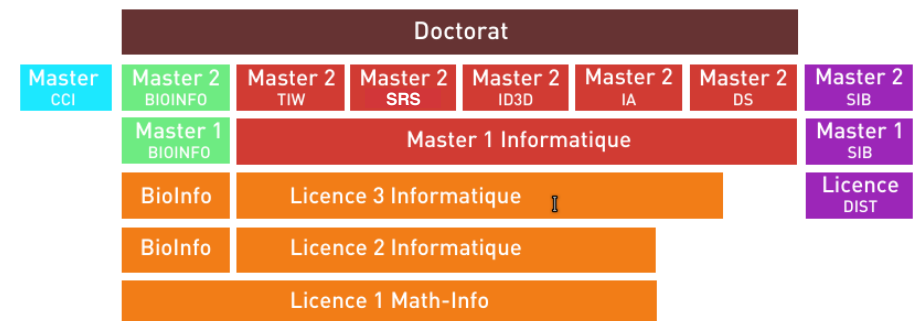 Doctorat
Master
CCI
Master 2
BIOINFO
Master 2
TIW
Master 2
SRS
Master 2
ID3D
Master 2
IA
Master 2
DS
Master 2
SIB
Master 1
BIOINFO
Master 1 Informatique
Master 1
SIB
BioInfo
Licence 3 Informatique
Licence
DIST
BioInfo
Licence 2 Informatique
Licence 1 Math-Info